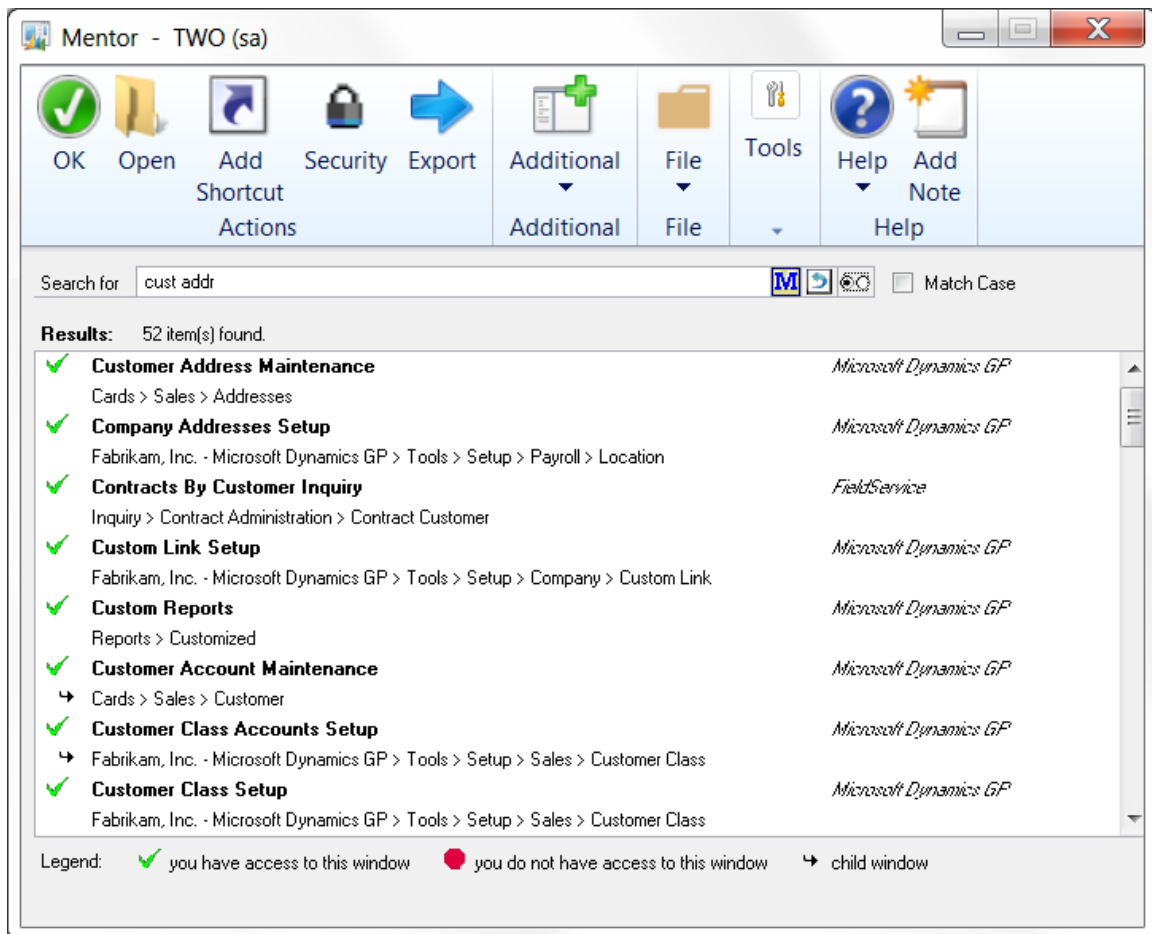 Mentor - TWO (sa)
OK Open Add Shortcut Security Export Additional File Tools Help Add Note
Actions Additional File Help
Search for cust addr M Match Case
Results: 52 item(s) found.
Customer Address Maintenance Microsoft Dynamics GP
Cards > Sales > Addresses
Company Addresses Setup Microsoft Dynamics GP
Fabrikam, Inc. - Microsoft Dynamics GP > Tools > Setup > Payroll > Location
Contracts By Customer Inquiry FieldService
Inquiry > Contract Administration > Contract Customer
Custom Link Setup Microsoft Dynamics GP
Fabrikam, Inc. - Microsoft Dynamics GP > Tools > Setup > Company > Custom Link
Custom Reports Microsoft Dynamics GP
Reports > Customized
Customer Account Maintenance Microsoft Dynamics GP
Cards > Sales > Customer
Customer Class Accounts Setup Microsoft Dynamics GP
Fabrikam, Inc. - Microsoft Dynamics GP > Tools > Setup > Sales > Customer Class
Customer Class Setup Microsoft Dynamics GP
Fabrikam, Inc. - Microsoft Dynamics GP > Tools > Setup > Sales > Customer Class
Legend: you have access to this window you do not have access to this window child window